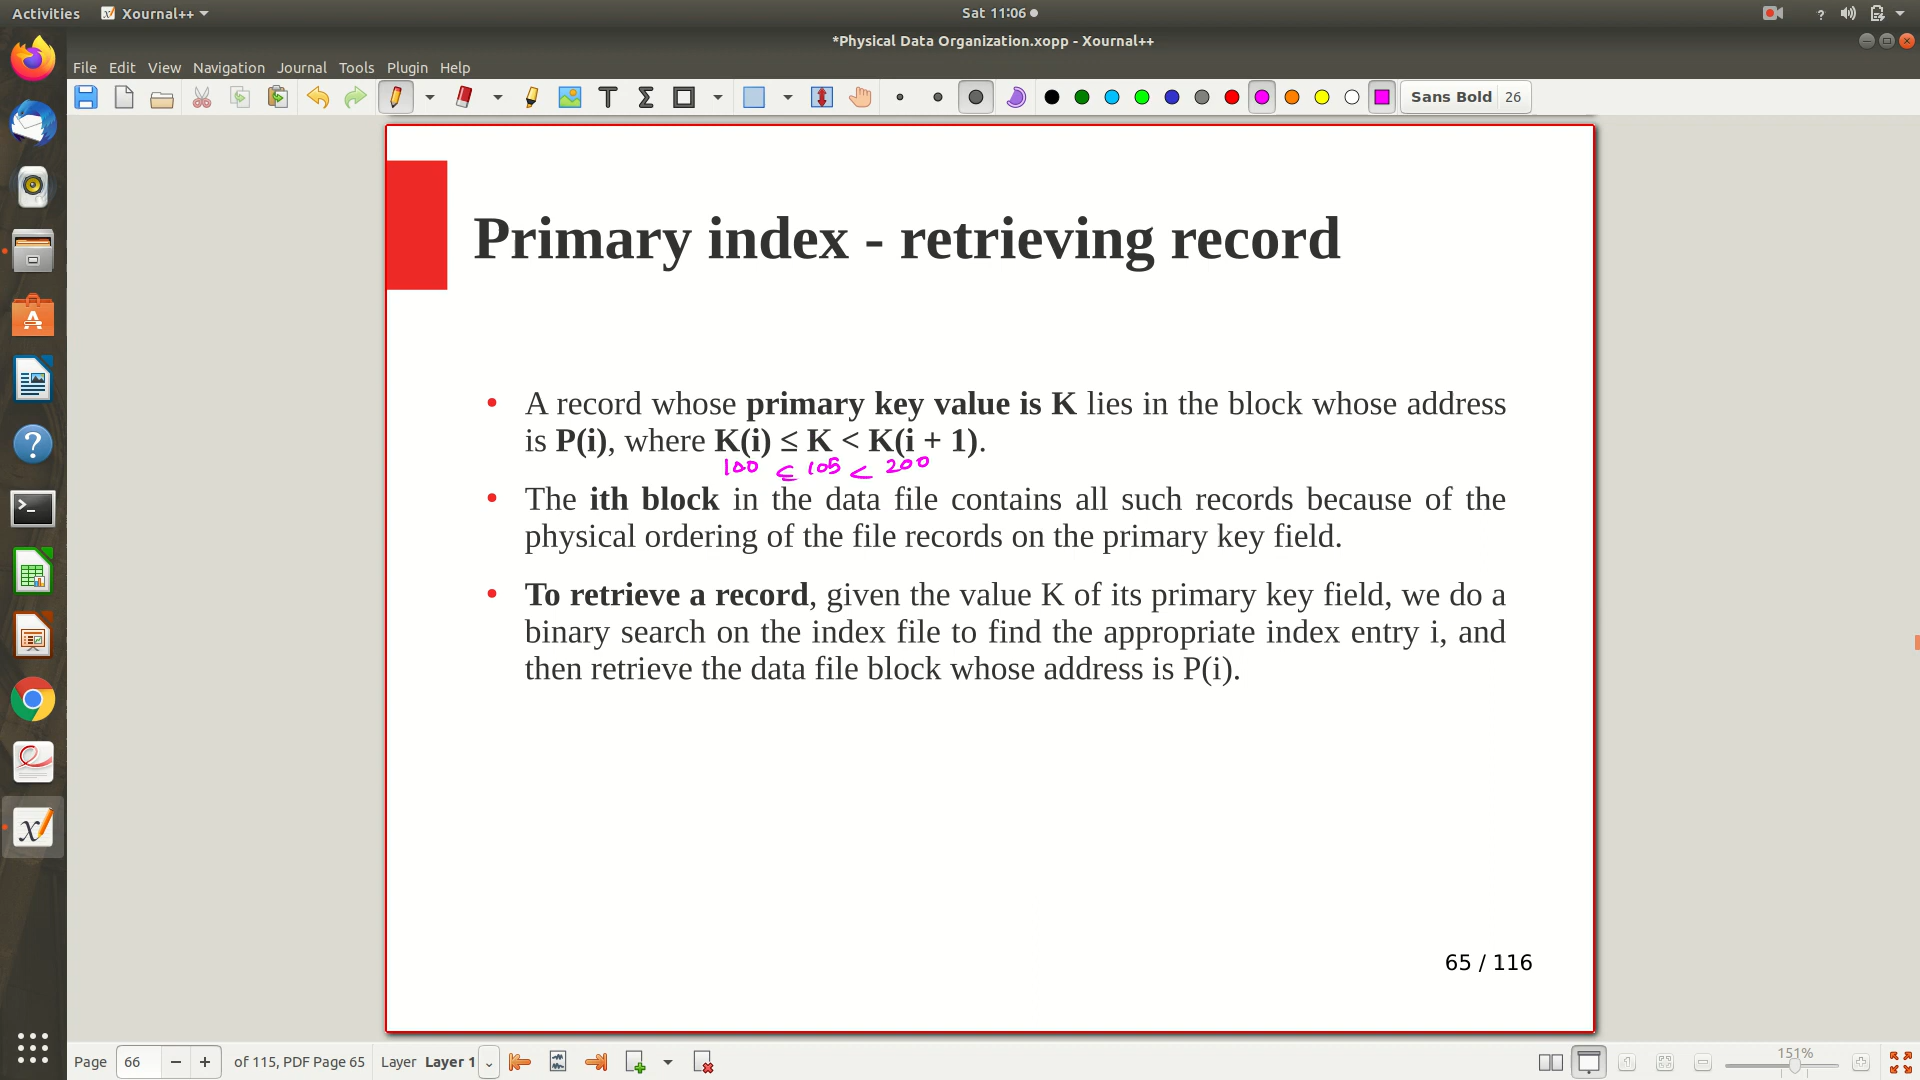 Activities Xournal++ Sat 11:06 ?
*Physical Data Organization.xopp - Xournal++
File Edit View Navigation Journal Tools Plugin Help
Sans Bold 26
Primary index - retrieving record
• A record whose primary key value is K lies in the block whose address
is P(i), where K(i) ≤ K < K(i + 1).
100 ≤ 105 < 200
• The ith block in the data file contains all such records because of the
physical ordering of the file records on the primary key field.
• To retrieve a record, given the value K of its primary key field, we do a
binary search on the index file to find the appropriate index entry i, and
then retrieve the data file block whose address is P(i).
65 / 116
Page 66 of 115, PDF Page 65 Layer Layer 1 151%